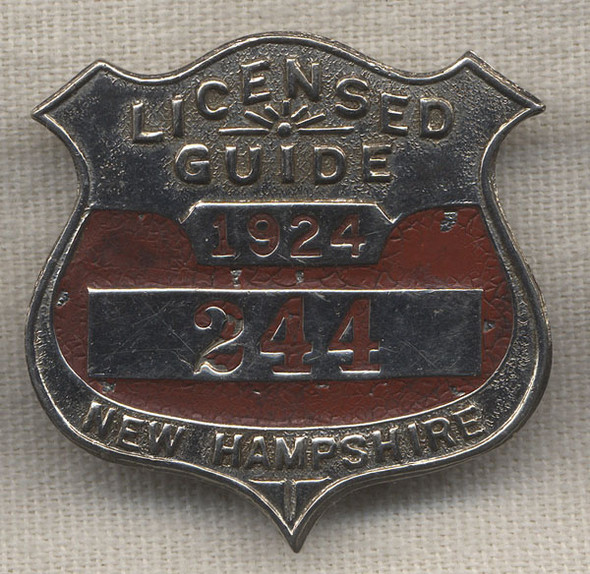 LICENSED
GUIDE
1924
244
NEW HAMPSHIRE